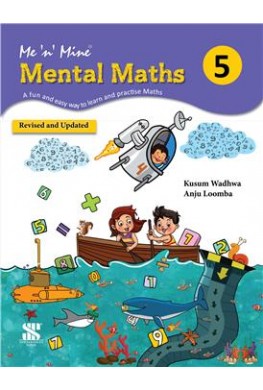 Me 'n' Mine®
Mental Maths
5
A fun and easy way to learn and practise Maths
Revised and Updated
Kusum Wadhwa
Anju Loomba